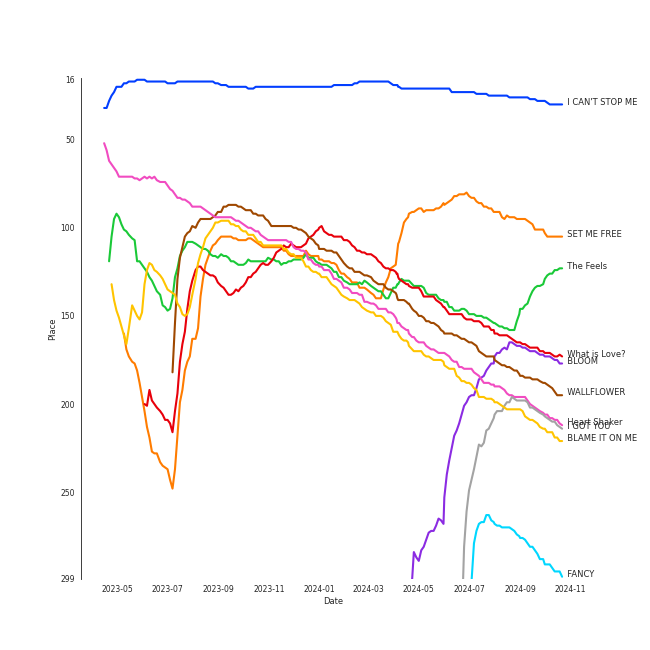 16
50
100
150
200
250
299
Place
I CAN'T STOP ME
SET ME FREE
The Feels
What is Love?
BLOOM
WALLFLOWER
Heart Shaker
I GOT YOU
BLAME IT ON ME
FANCY
2023-05
2023-07
2023-09
2023-11
2024-01
2024-03
2024-05
2024-07
2024-09
2024-11
Date